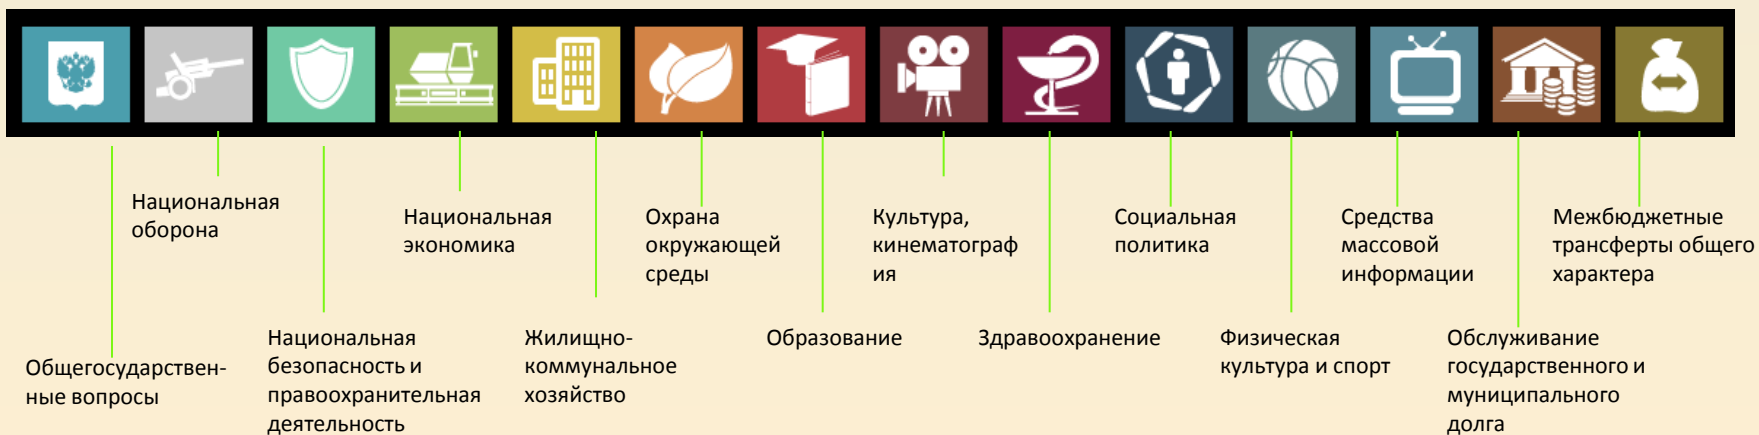 Национальная
оборона
Национальная
экономика
Охрана
окружающей
среды
Культура,
кинематограф
ия
Социальная
политика
Средства
массовой
информации
Межбюджетные
трансферты общего
характера
Общегосударствен-
ные вопросы
Национальная
безопасность и
правоохранительная
деятельность
Жилищно-
коммунальное
хозяйство
Образование
Здравоохранение
Физическая
культура и спорт
Обслуживание
государственного и
муниципального
долга